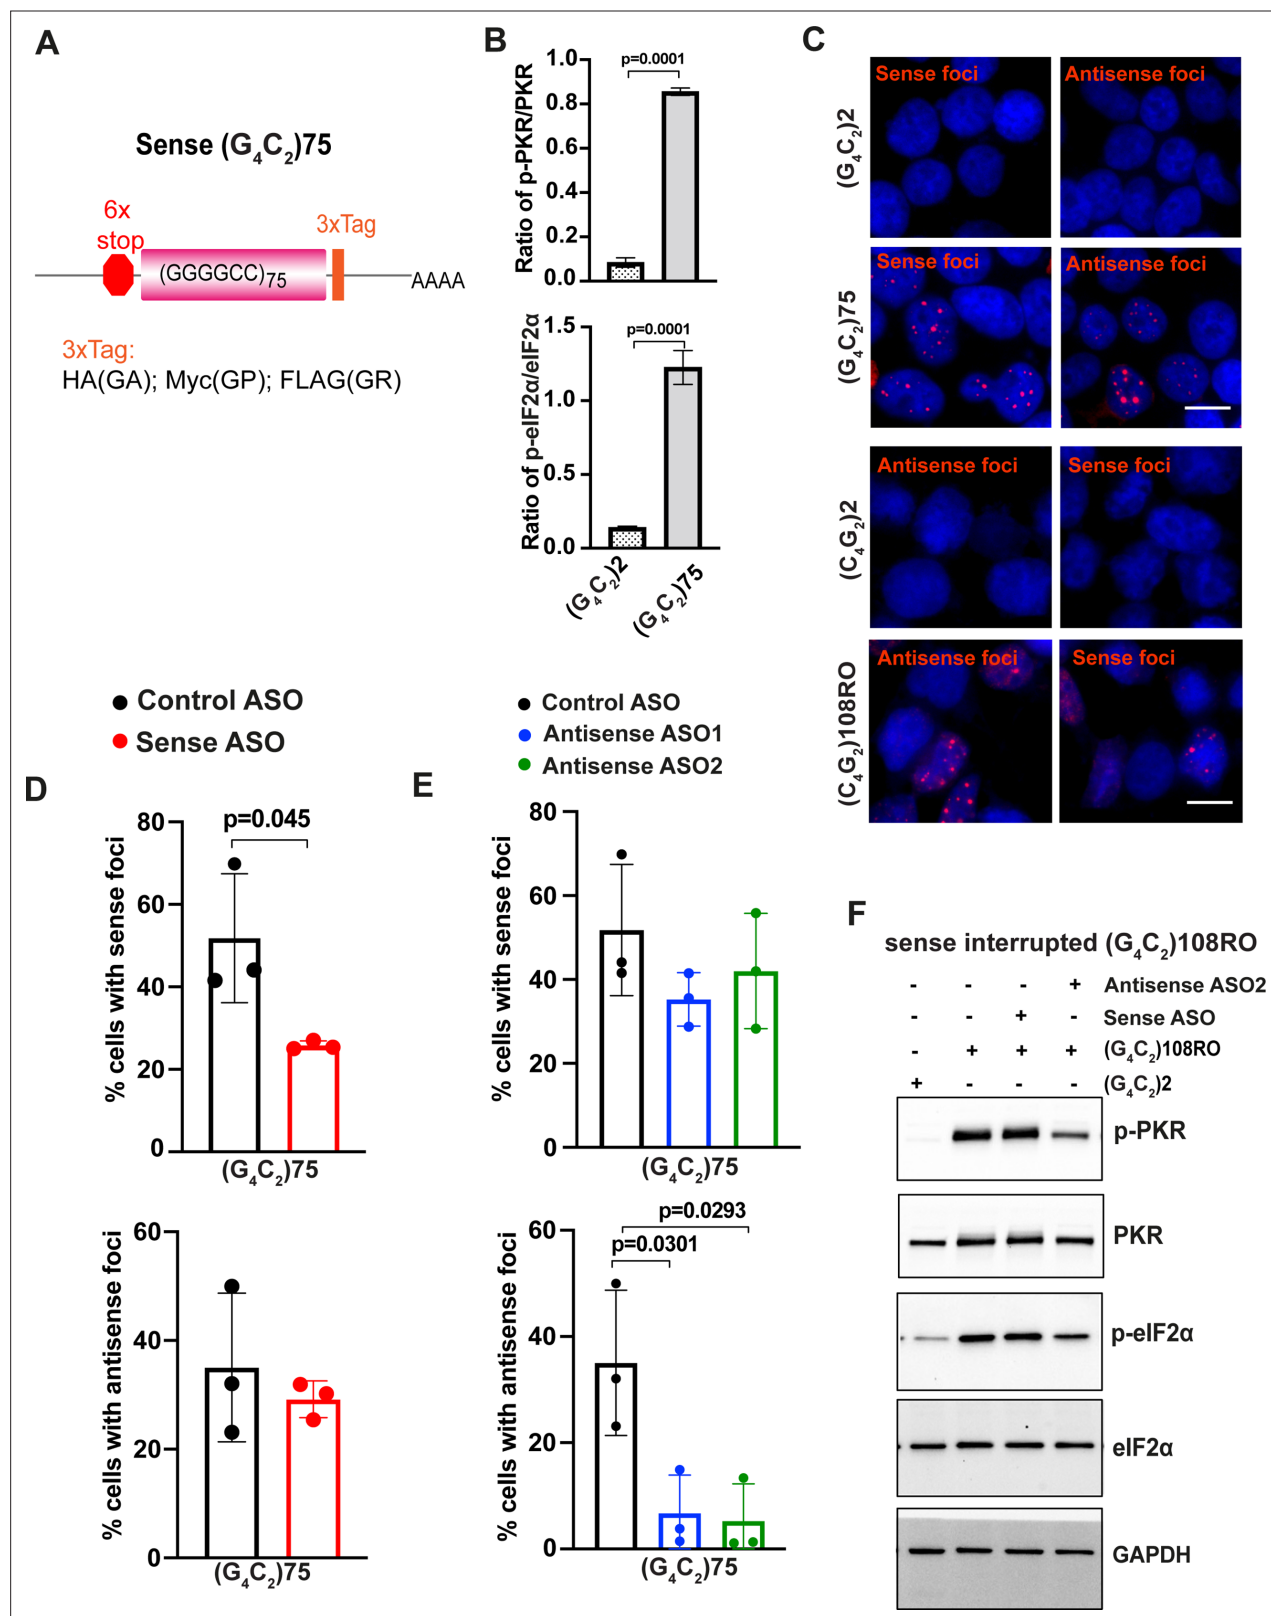 A
Sense (G4C2)75
6x
stop
3xTag
(GGGGCC)75
AAAA
3xTag:
HA(GA); Myc(GP); FLAG(GR)
B
Ratio of p-PKR/PKR
1.0
0.8
0.6
0.4
0.2
0.0
p=0.0001
Ratio of p-eIF2α/eIF2α
1.5
1.0
0.5
0.0
p=0.0001
(G4C2)2
(G4C2)75
C
(G4C2)2
Sense foci
Antisense foci
(G4C2)75
Sense foci
Antisense foci
(C4G2)2
Antisense foci
Sense foci
(C4G2)108RO
Antisense foci
Sense foci
Control ASO
Sense ASO
D
% cells with sense foci
80
60
40
20
0
p=0.045
(G4C2)75
% cells with antisense foci
60
40
20
0
(G4C2)75
Control ASO
Antisense ASO1
Antisense ASO2
E
% cells with sense foci
80
60
40
20
0
(G4C2)75
% cells with antisense foci
60
40
20
0
p=0.0293
p=0.0301
(G4C2)75
F
sense interrupted (G4C2)108RO
- - - + Antisense ASO2
- - + - Sense ASO
- + + + (G4C2)108RO
+ - - - (G4C2)2
p-PKR
PKR
p-eIF2α
eIF2α
GAPDH